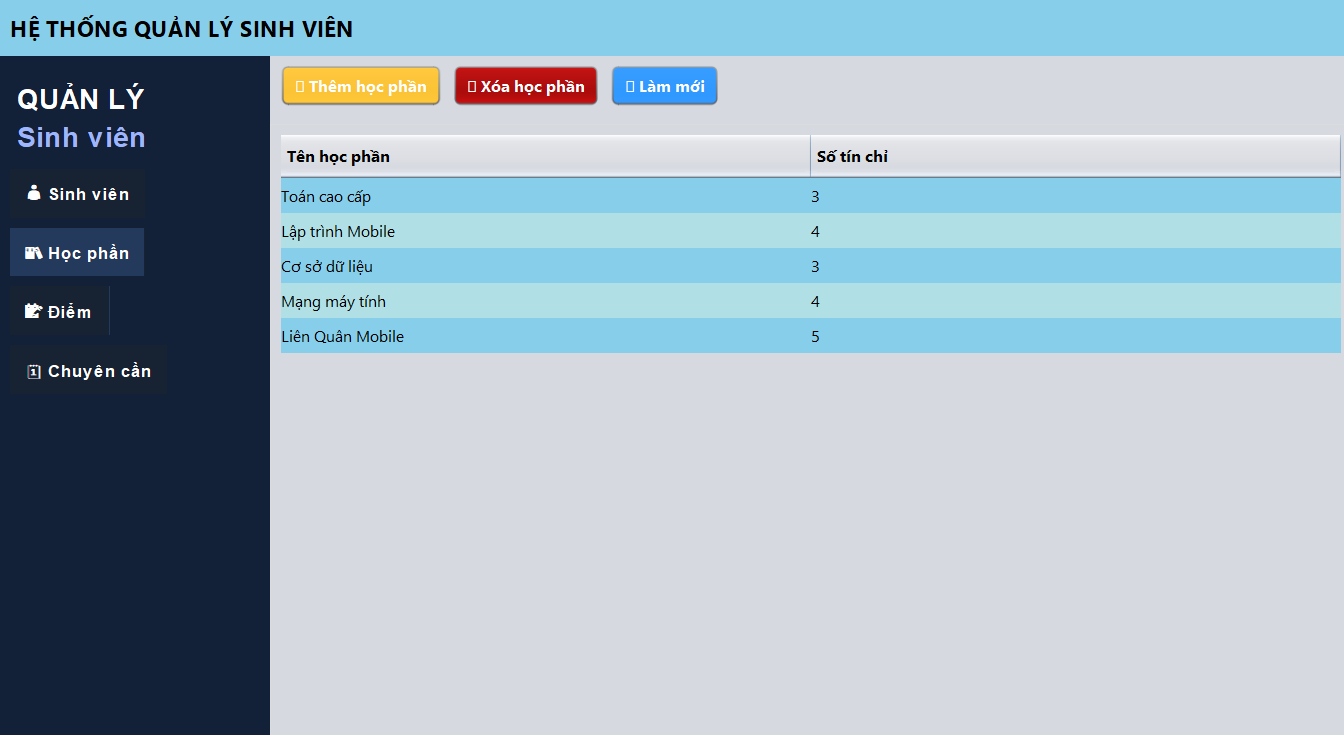 HỆ THỐNG QUẢN LÝ SINH VIÊN
QUẢN LÝ
Sinh viên
Sinh viên
Học phần
Điểm
Chuyên cần
Thêm học phần Xóa học phần Làm mới
Tên học phần Số tín chỉ
Toán cao cấp 3
Lập trình Mobile 4
Cơ sở dữ liệu 3
Mạng máy tính 4
Liên Quân Mobile 5